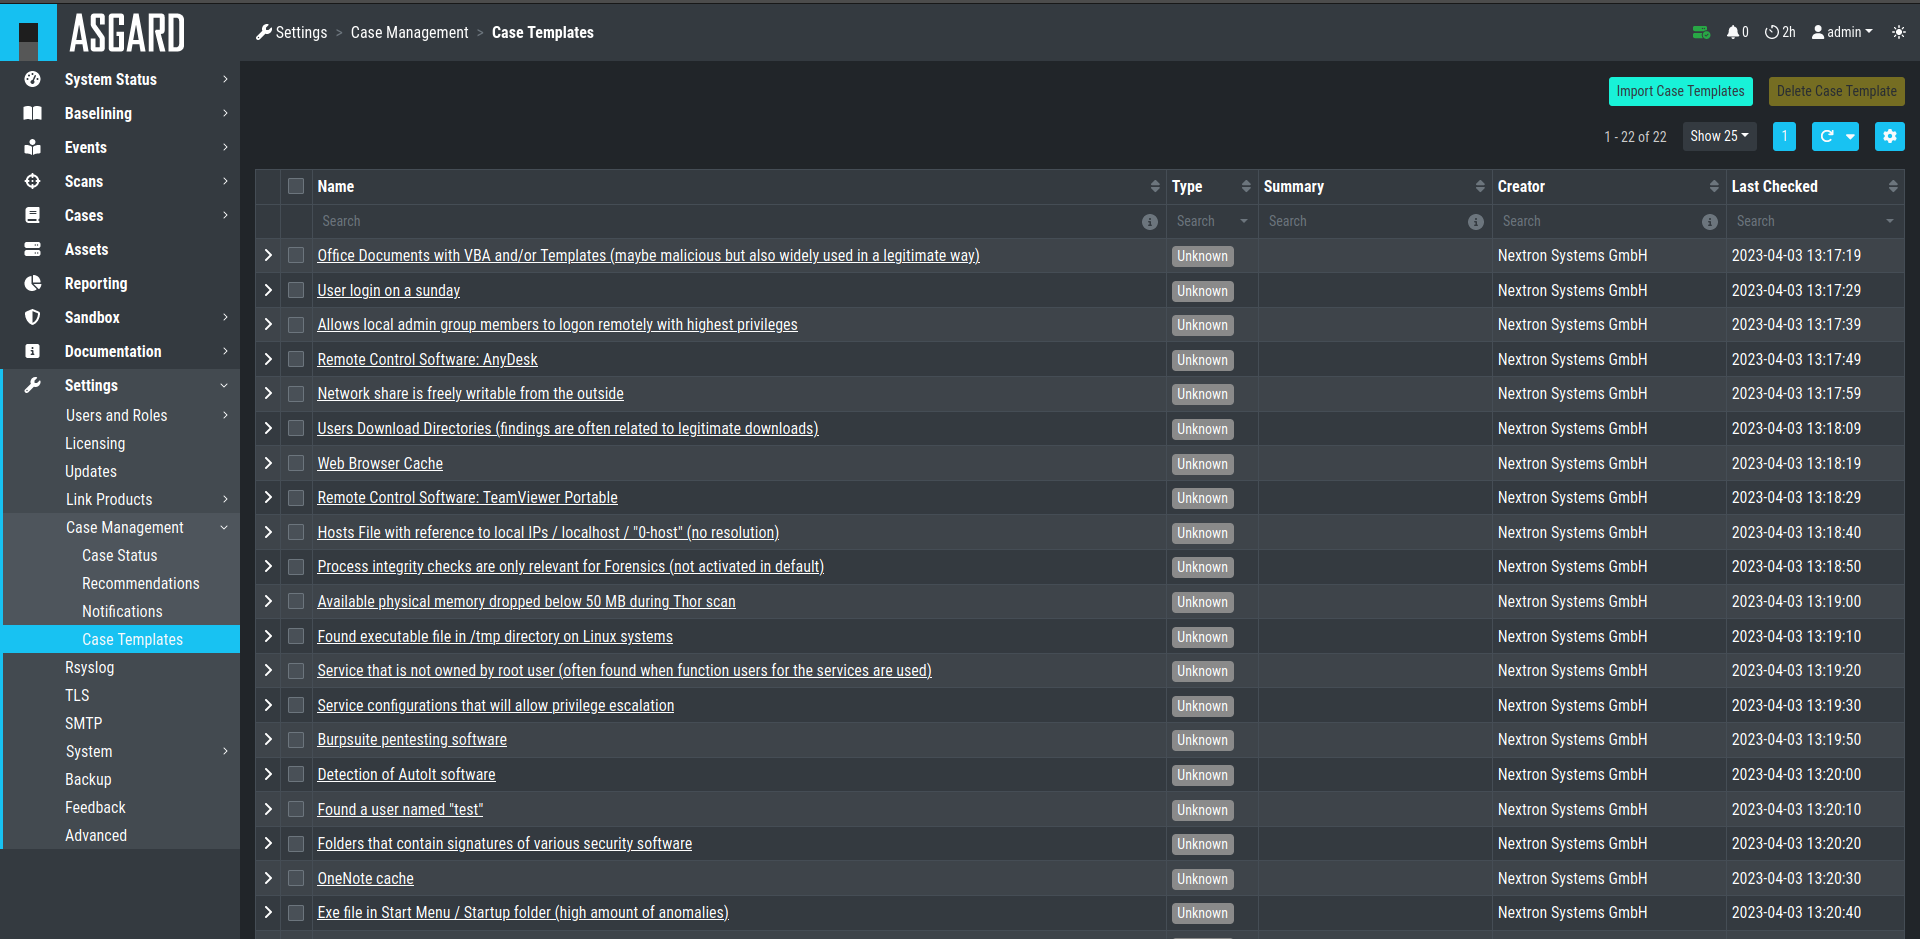 ASGARD
Settings > Case Management > Case Templates
0 2h admin
System Status
Baselining
Events
Scans
Cases
Assets
Reporting
Sandbox
Documentation
Settings
Users and Roles
Licensing
Updates
Link Products
Case Management
Case Status
Recommendations
Notifications
Case Templates
Rsyslog
TLS
SMTP
System
Backup
Feedback
Advanced
Import Case Templates Delete Case Template
1 - 22 of 22 Show 25 1
Name Type Summary Creator Last Checked
Search Search Search Search Search
Office Documents with VBA and/or Templates (maybe malicious but also widely used in a legitimate way) Unknown Nextron Systems GmbH 2023-04-03 13:17:19
User login on a sunday Unknown Nextron Systems GmbH 2023-04-03 13:17:29
Allows local admin group members to logon remotely with highest privileges Unknown Nextron Systems GmbH 2023-04-03 13:17:39
Remote Control Software: AnyDesk Unknown Nextron Systems GmbH 2023-04-03 13:17:49
Network share is freely writable from the outside Unknown Nextron Systems GmbH 2023-04-03 13:17:59
Users Download Directories (findings are often related to legitimate downloads) Unknown Nextron Systems GmbH 2023-04-03 13:18:09
Web Browser Cache Unknown Nextron Systems GmbH 2023-04-03 13:18:19
Remote Control Software: TeamViewer Portable Unknown Nextron Systems GmbH 2023-04-03 13:18:29
Hosts File with reference to local IPs / localhost / "0-host" (no resolution) Unknown Nextron Systems GmbH 2023-04-03 13:18:40
Process integrity checks are only relevant for Forensics (not activated in default) Unknown Nextron Systems GmbH 2023-04-03 13:18:50
Available physical memory dropped below 50 MB during Thor scan Unknown Nextron Systems GmbH 2023-04-03 13:19:00
Found executable file in /tmp directory on Linux systems Unknown Nextron Systems GmbH 2023-04-03 13:19:10
Service that is not owned by root user (often found when function users for the services are used) Unknown Nextron Systems GmbH 2023-04-03 13:19:20
Service configurations that will allow privilege escalation Unknown Nextron Systems GmbH 2023-04-03 13:19:30
Burpsuite pentesting software Unknown Nextron Systems GmbH 2023-04-03 13:19:50
Detection of AutoIt software Unknown Nextron Systems GmbH 2023-04-03 13:20:00
Found a user named "test" Unknown Nextron Systems GmbH 2023-04-03 13:20:10
Folders that contain signatures of various security software Unknown Nextron Systems GmbH 2023-04-03 13:20:20
OneNote cache Unknown Nextron Systems GmbH 2023-04-03 13:20:30
Exe file in Start Menu / Startup folder (high amount of anomalies) Unknown Nextron Systems GmbH 2023-04-03 13:20:40